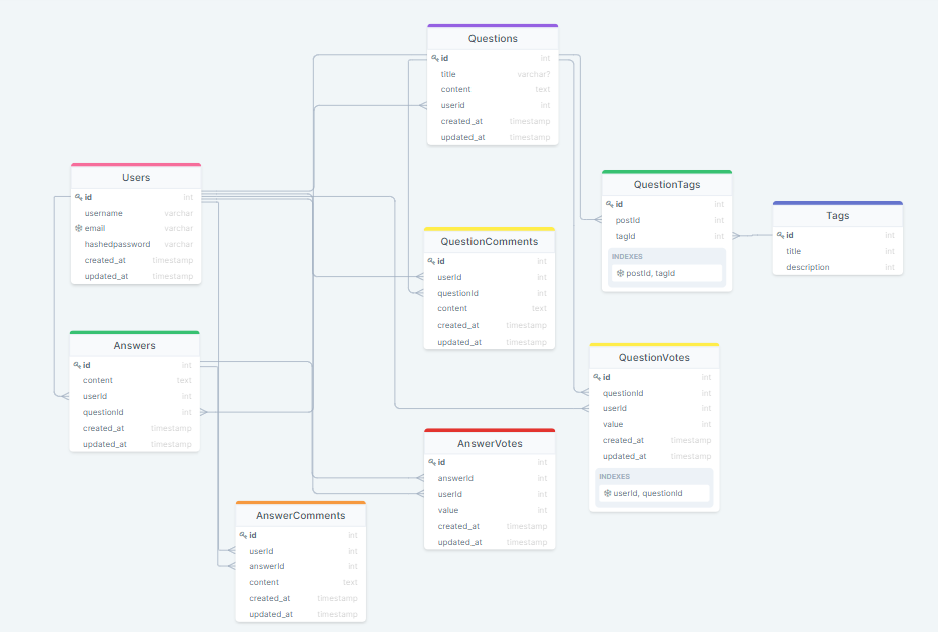 Questions
id int
title varchar?
content text
userid int
created_at timestamp
updated_at timestamp
Users
id int
username varchar
email varchar
hashedpassword varchar
created_at timestamp
updated_at timestamp
QuestionTags
id int
postId int
tagId int
INDEXES
postId, tagId
Tags
id int
title int
description int
QuestionComments
id int
userId int
questionId int
content text
created_at timestamp
updated_at timestamp
Answers
id int
content text
userId int
questionId int
created_at timestamp
updated_at timestamp
QuestionVotes
id int
questionId int
userId int
value int
created_at timestamp
updated_at timestamp
INDEXES
userId, questionId
AnswerVotes
id int
answerId int
userId int
value int
created_at timestamp
updated_at timestamp
AnswerComments
id int
userId int
answerId int
content text
created_at timestamp
updated_at timestamp